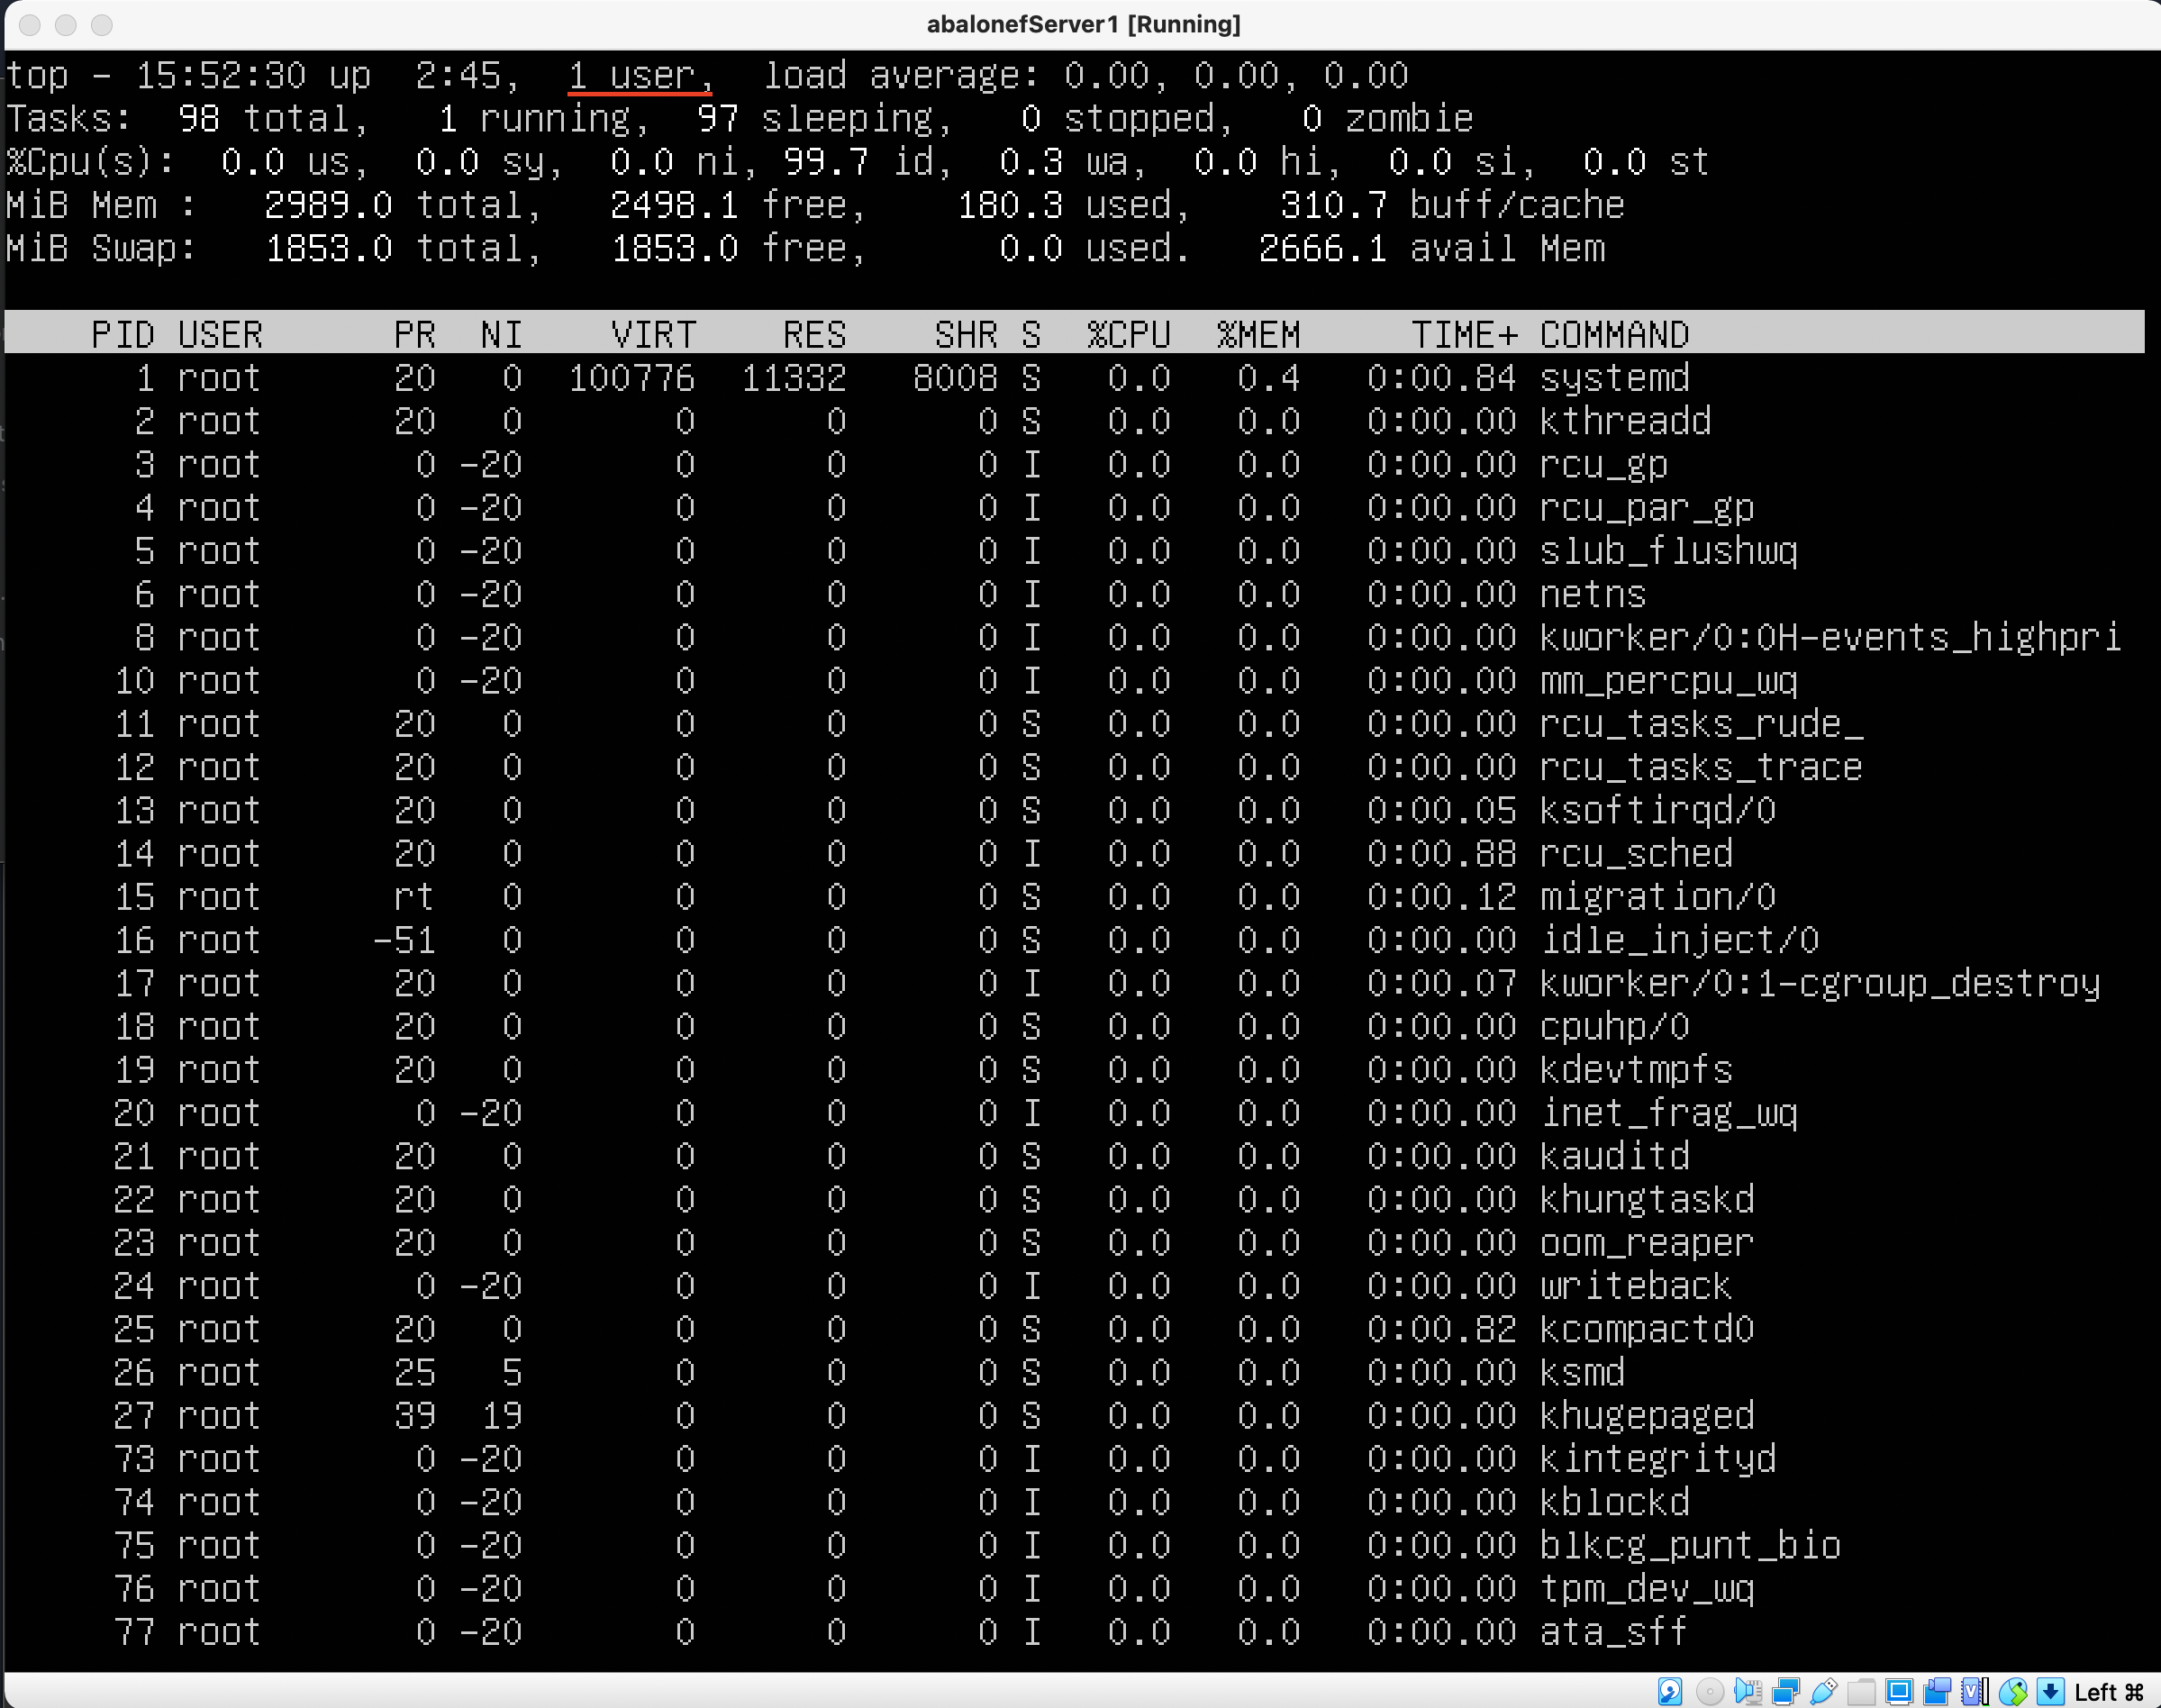 abalonefServer1 [Running]
top - 15:52:30 up  2:45,  1 user,  load average: 0.00, 0.00, 0.00
Tasks:  98 total,   1 running,  97 sleeping,   0 stopped,   0 zombie
%Cpu(s):  0.0 us,  0.0 sy,  0.0 ni, 99.7 id,  0.3 wa,  0.0 hi,  0.0 si,  0.0 st
MiB Mem :   2989.0 total,   2498.1 free,    180.3 used,    310.7 buff/cache
MiB Swap:   1853.0 total,   1853.0 free,      0.0 used.   2666.1 avail Mem
PID USER      PR  NI    VIRT    RES    SHR S  %CPU  %MEM     TIME+ COMMAND
1 root      20   0  100776  11332   8008 S   0.0   0.4   0:00.84 systemd
2 root      20   0       0      0      0 S   0.0   0.0   0:00.00 kthreadd
3 root       0 -20       0      0      0 I   0.0   0.0   0:00.00 rcu_gp
4 root       0 -20       0      0      0 I   0.0   0.0   0:00.00 rcu_par_gp
5 root       0 -20       0      0      0 I   0.0   0.0   0:00.00 slub_flushwq
6 root       0 -20       0      0      0 I   0.0   0.0   0:00.00 netns
8 root       0 -20       0      0      0 I   0.0   0.0   0:00.00 kworker/0:0H-events_highpri
10 root       0 -20       0      0      0 I   0.0   0.0   0:00.00 mm_percpu_wq
11 root      20   0       0      0      0 S   0.0   0.0   0:00.00 rcu_tasks_rude_
12 root      20   0       0      0      0 S   0.0   0.0   0:00.00 rcu_tasks_trace
13 root      20   0       0      0      0 S   0.0   0.0   0:00.05 ksoftirqd/0
14 root      20   0       0      0      0 I   0.0   0.0   0:00.88 rcu_sched
15 root      rt   0       0      0      0 S   0.0   0.0   0:00.12 migration/0
16 root     -51   0       0      0      0 S   0.0   0.0   0:00.00 idle_inject/0
17 root      20   0       0      0      0 I   0.0   0.0   0:00.07 kworker/0:1-cgroup_destroy
18 root      20   0       0      0      0 S   0.0   0.0   0:00.00 cpuhp/0
19 root      20   0       0      0      0 S   0.0   0.0   0:00.00 kdevtmpfs
20 root       0 -20       0      0      0 I   0.0   0.0   0:00.00 inet_frag_wq
21 root      20   0       0      0      0 S   0.0   0.0   0:00.00 kauditd
22 root      20   0       0      0      0 S   0.0   0.0   0:00.00 khungtaskd
23 root      20   0       0      0      0 S   0.0   0.0   0:00.00 oom_reaper
24 root       0 -20       0      0      0 I   0.0   0.0   0:00.00 writeback
25 root      20   0       0      0      0 S   0.0   0.0   0:00.82 kcompactd0
26 root      25   5       0      0      0 S   0.0   0.0   0:00.00 ksmd
27 root      39  19       0      0      0 S   0.0   0.0   0:00.00 khugepaged
73 root       0 -20       0      0      0 I   0.0   0.0   0:00.00 kintegrityd
74 root       0 -20       0      0      0 I   0.0   0.0   0:00.00 kblockd
75 root       0 -20       0      0      0 I   0.0   0.0   0:00.00 blkcg_punt_bio
76 root       0 -20       0      0      0 I   0.0   0.0   0:00.00 tpm_dev_wq
77 root       0 -20       0      0      0 I   0.0   0.0   0:00.00 ata_sff
Left ⌘